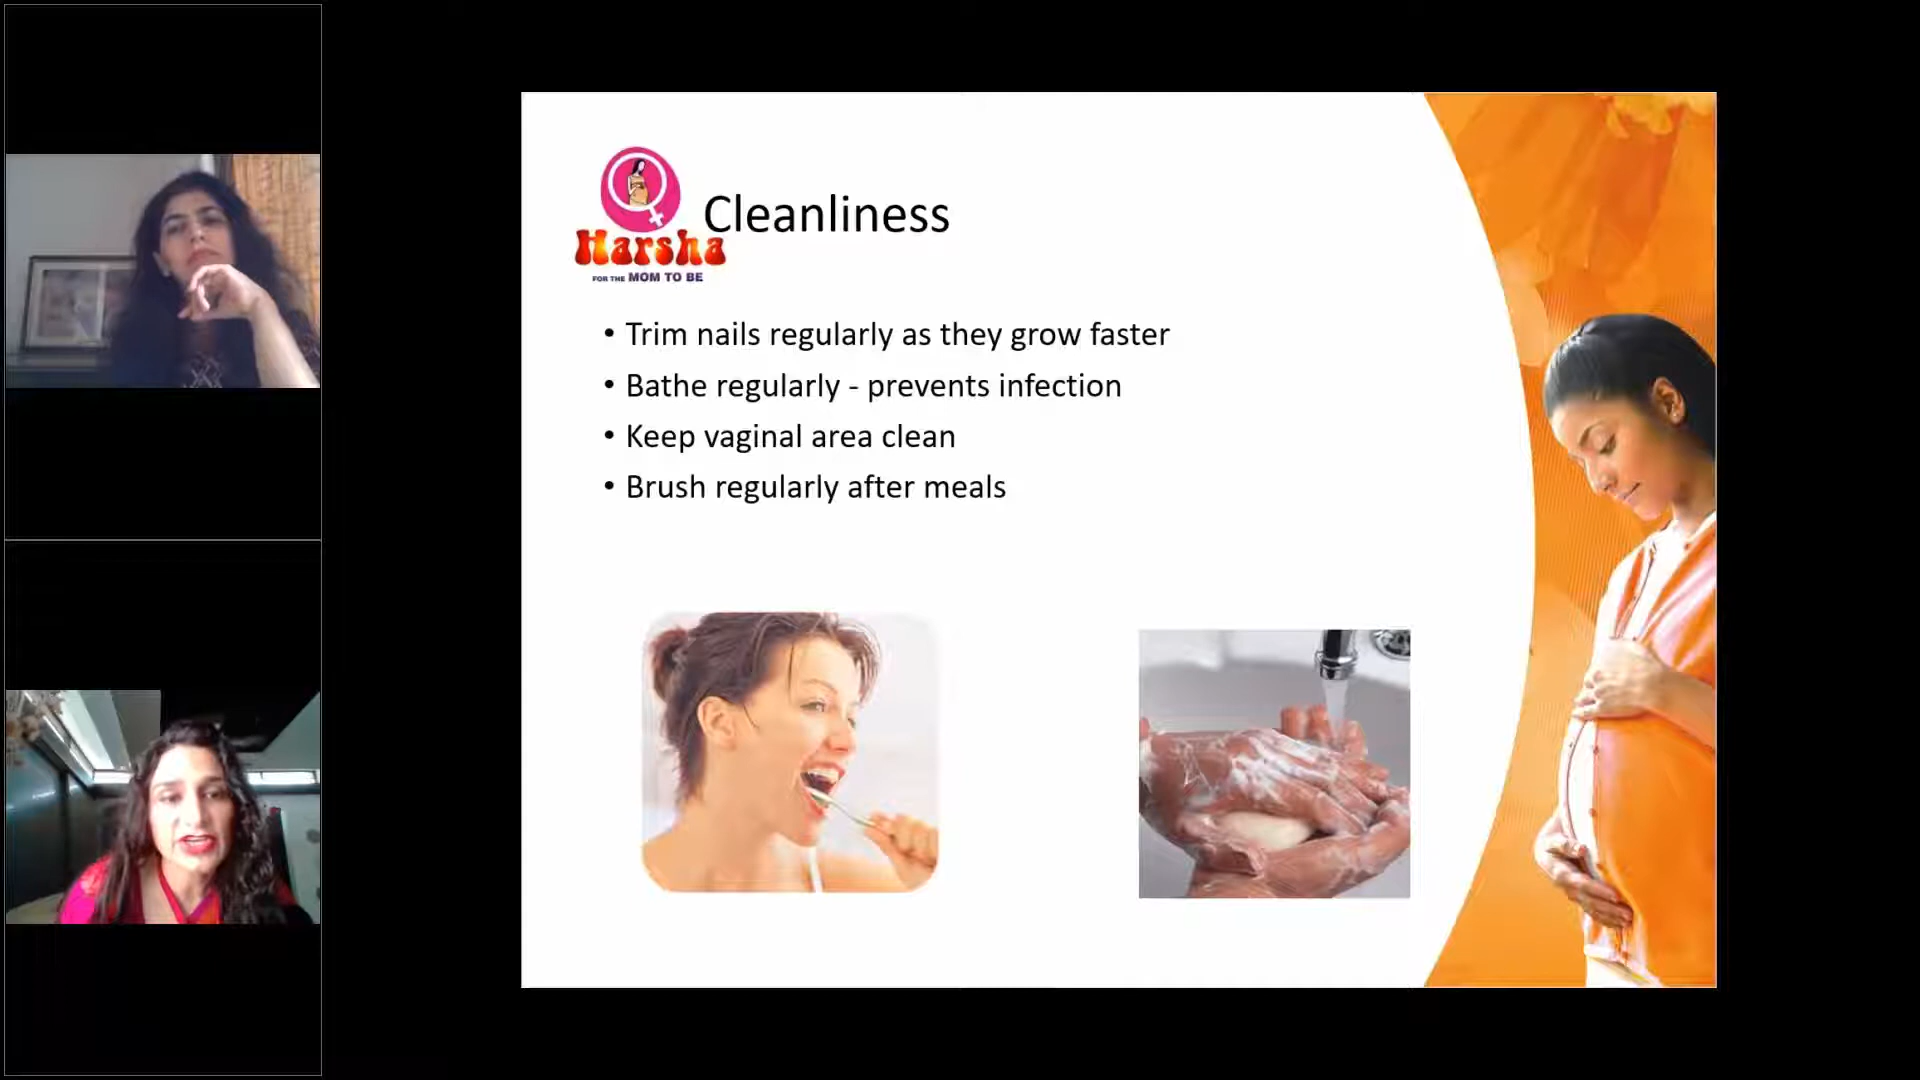 Harsha
FOR THE MOM TO BE
Cleanliness
• Trim nails regularly as they grow faster
• Bathe regularly - prevents infection
• Keep vaginal area clean
• Brush regularly after meals